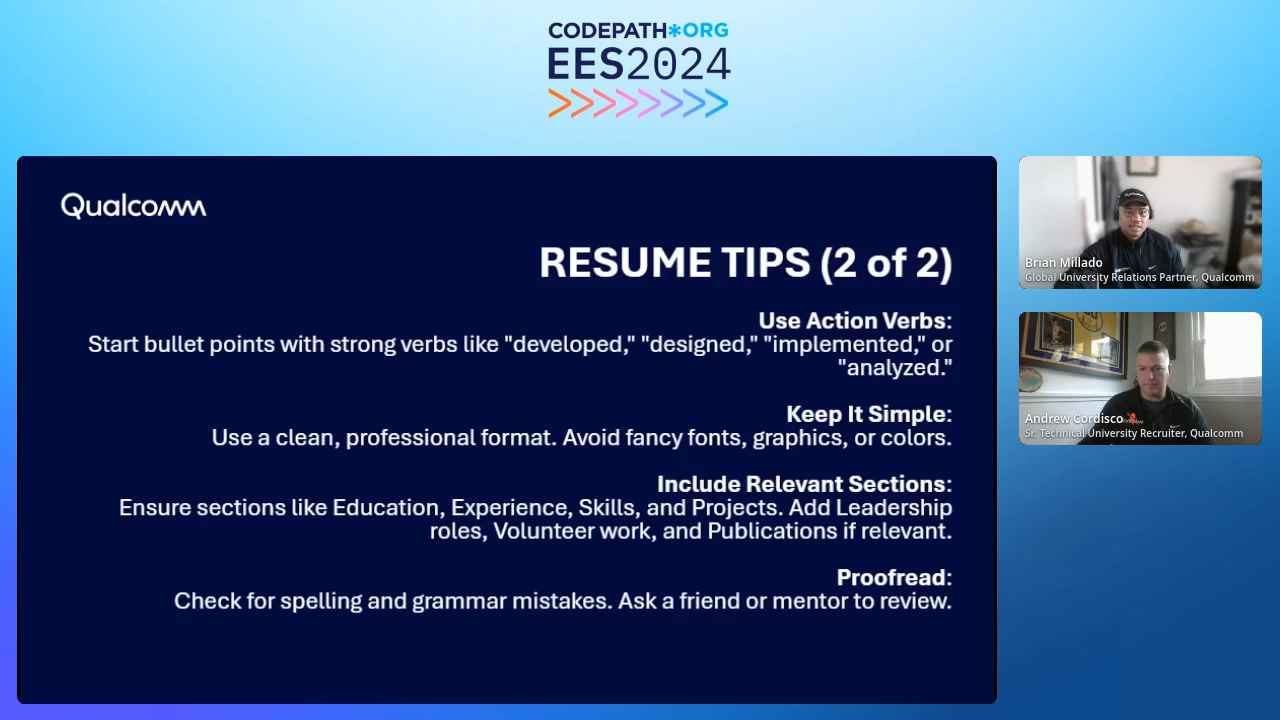 CODEPATH*ORG
EES2024
Qualcomm
RESUME TIPS (2 of 2)
Use Action Verbs:
Start bullet points with strong verbs like "developed," "designed," "implemented," or
"analyzed."
Keep It Simple:
Use a clean, professional format. Avoid fancy fonts, graphics, or colors.
Include Relevant Sections:
Ensure sections like Education, Experience, Skills, and Projects. Add Leadership
roles, Volunteer work, and Publications if relevant.
Proofread:
Check for spelling and grammar mistakes. Ask a friend or mentor to review.
Brian Millado
Global University Relations Partner, Qualcomm
Andrew Cordisco
Sr. Technical University Recruiter, Qualcomm